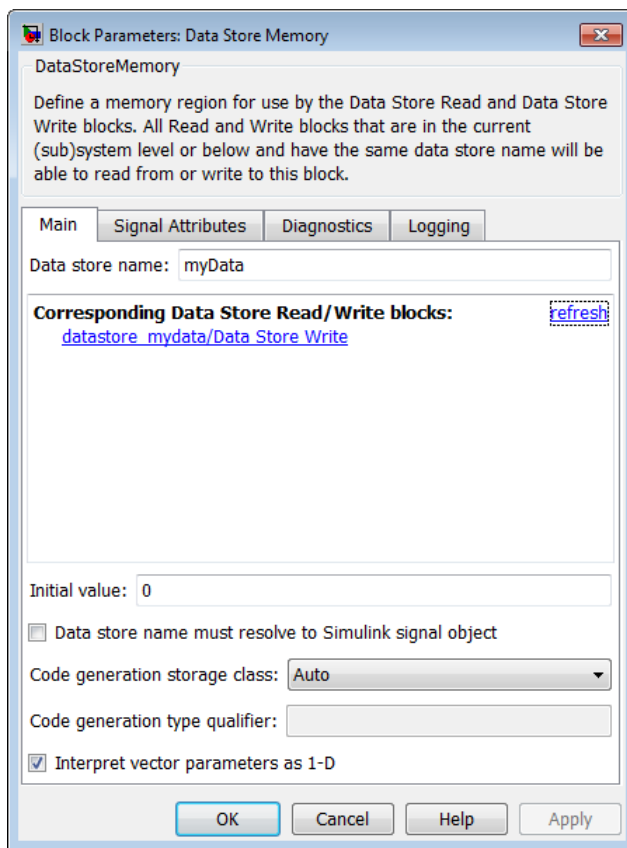 Block Parameters: Data Store Memory
DataStoreMemory
Define a memory region for use by the Data Store Read and Data Store
Write blocks. All Read and Write blocks that are in the current
(sub)system level or below and have the same data store name will be
able to read from or write to this block.
Main Signal Attributes Diagnostics Logging
Data store name: myData
Corresponding Data Store Read/Write blocks: refresh
datastore_mydata/Data Store Write
Initial value: 0
Data store name must resolve to Simulink signal object
Code generation storage class: Auto
Code generation type qualifier:
Interpret vector parameters as 1-D
OK Cancel Help Apply